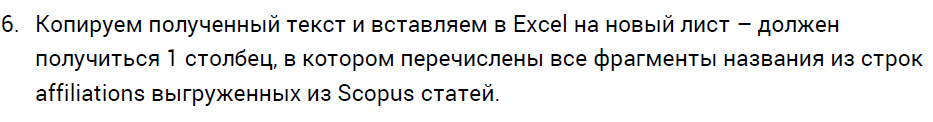 6. Копируем полученный текст и вставляем в Excel на новый лист – должен
получиться 1 столбец, в котором перечислены все фрагменты названия из строк
affiliations выгруженных из Scopus статей.